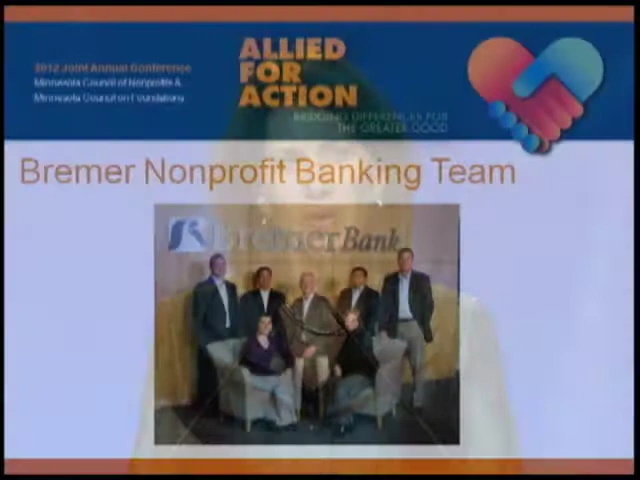 2012 Joint Annual Conference
Minnesota Council of Nonprofits &
Minnesota Council on Foundations
ALLIED
FOR
ACTION
BRIDGING DIFFERENCES FOR
THE GREATER GOOD
Bremer Nonprofit Banking Team
Bremer Bank